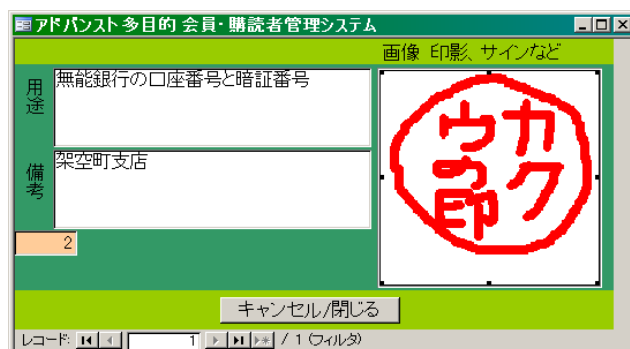 アドバンスト多目的 会員・購読者管理システム
画像 印影、サインなど
用途
無能銀行の口座番号と暗証番号
備考
架空町支店
カク
ウの印
2
キャンセル/閉じる
レコード: 1 / 1 (フィルタ)